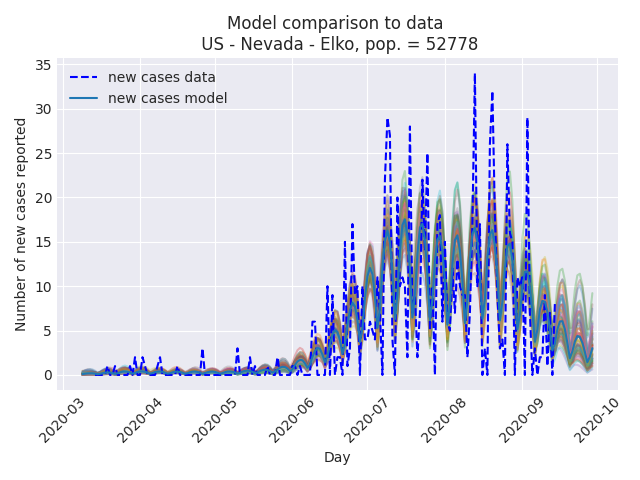 Model comparison to data
US - Nevada - Elko, pop. = 52778
new cases data
new cases model
Number of new cases reported
35
30
25
20
15
10
5
0
2020-03
2020-04
2020-05
2020-06
2020-07
2020-08
2020-09
2020-10
Day